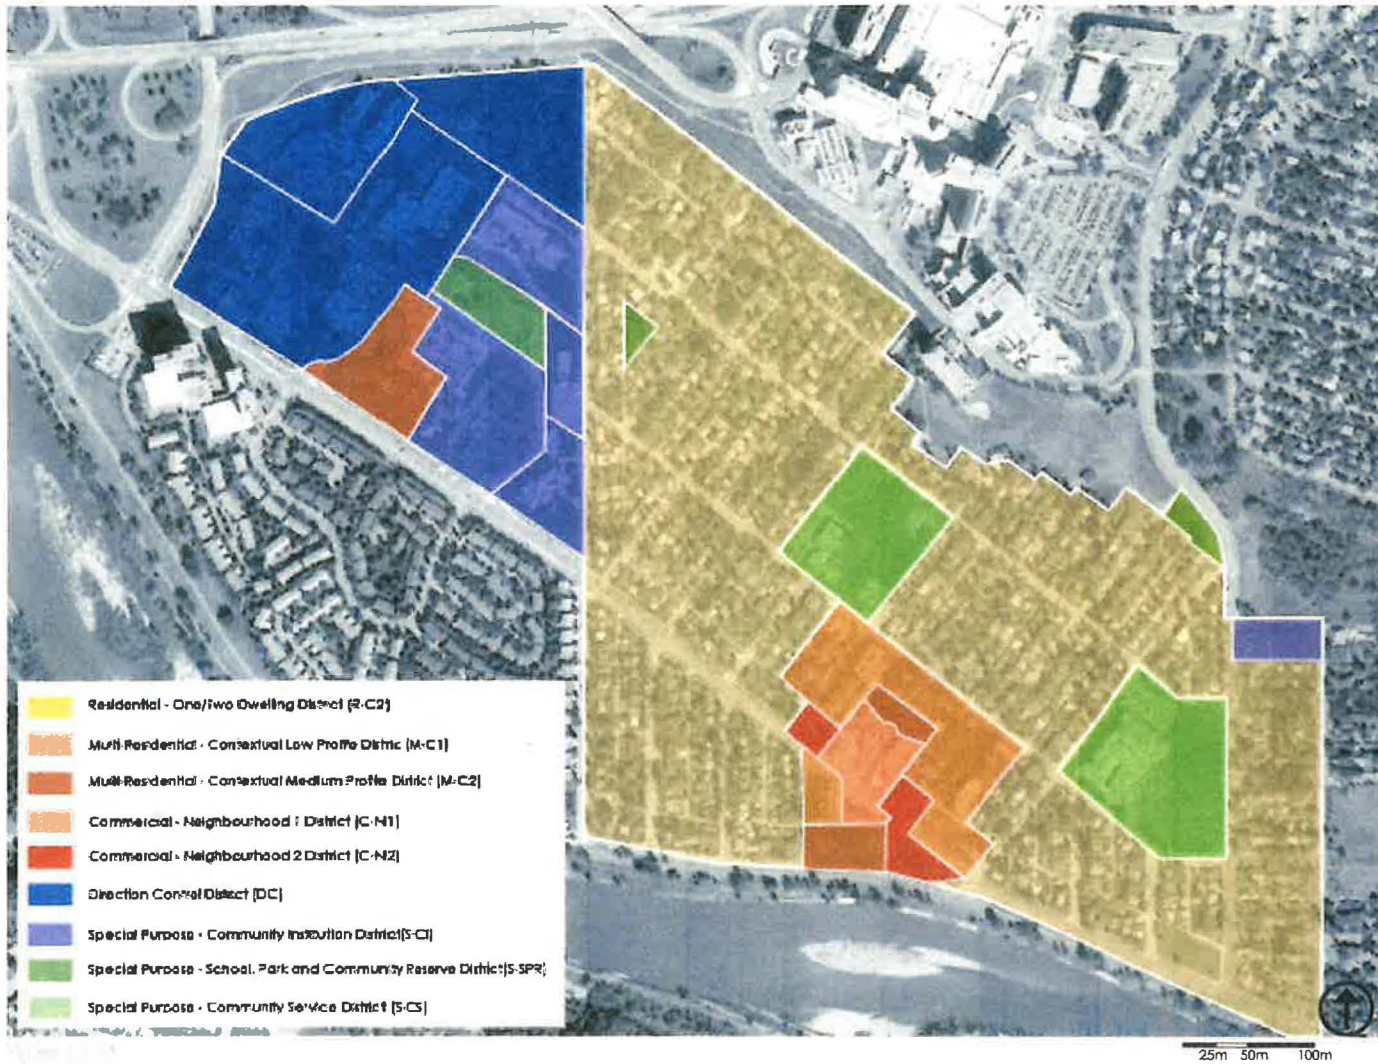 Residential - One/Two Dwelling District (R-C2)
Multi-Residential - Contextual Low Profile Distric (M-C1)
Multi-Residential - Contextual Medium Profile District (M-C2)
Commercial - Neighbourhood 1 District (C-N1)
Commercial - Neighbourhood 2 District (C-N2)
Direction Control District (DC)
Special Purpose - Community Institution District(S-CI)
Special Purpose - School, Park and Community Reserve District(S-SPR)
Special Purpose - Community Service District (S-CS)
25m 50m 100m